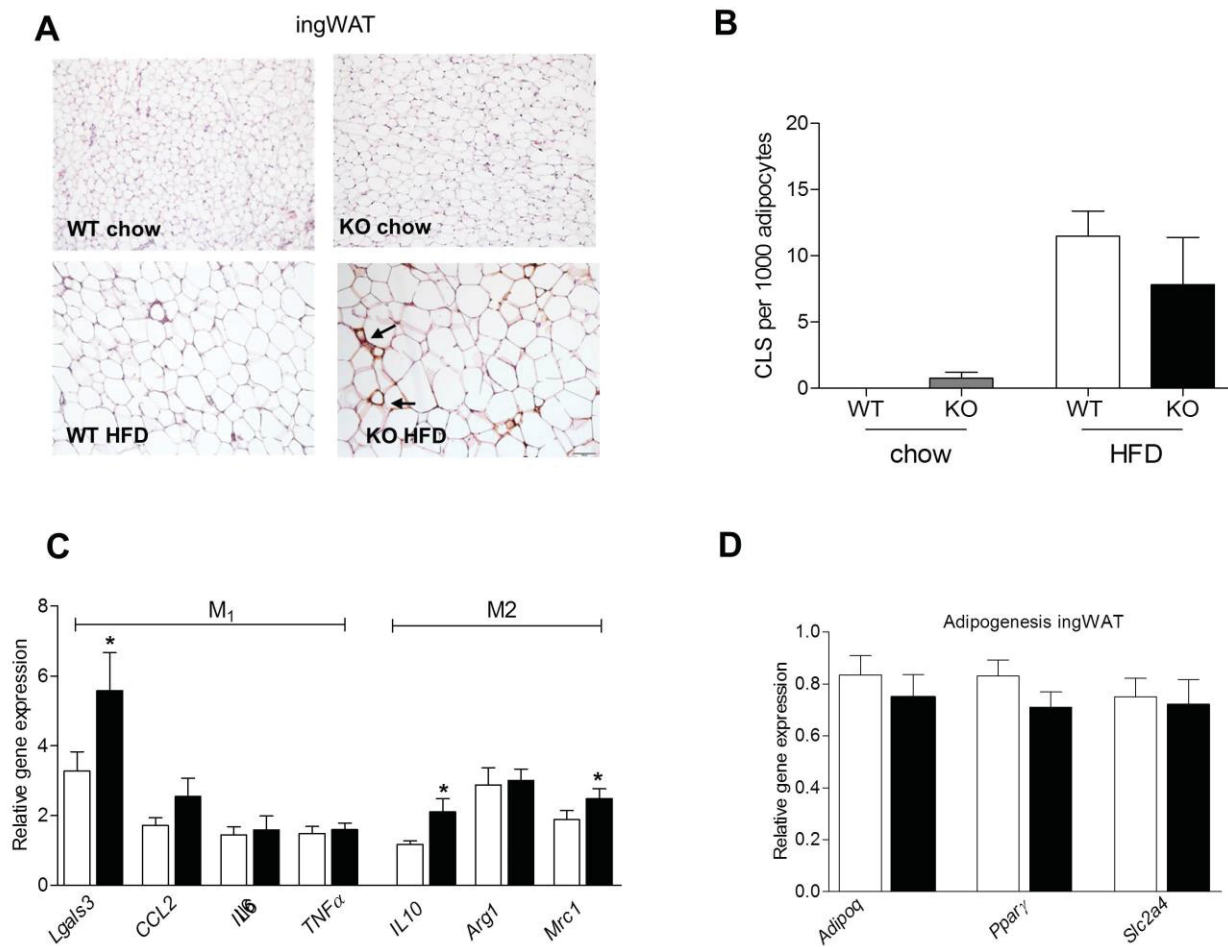 A
ingWAT
WT chow
KO chow
WT HFD
KO HFD
B
CLS per 1000 adipocytes
20
15
10
5
0
WT
KO
WT
KO
chow
HFD
C
Relative gene expression
8
6
4
2
0
M₁
M2
*
*
*
Lgals3
CCL2
IL6
TNFα
IL10
Arg1
Mrc1
D
Adipogenesis ingWAT
Relative gene expression
1.0
0.8
0.6
0.4
0.2
0.0
Adipoq
Pparγ
Slc2a4